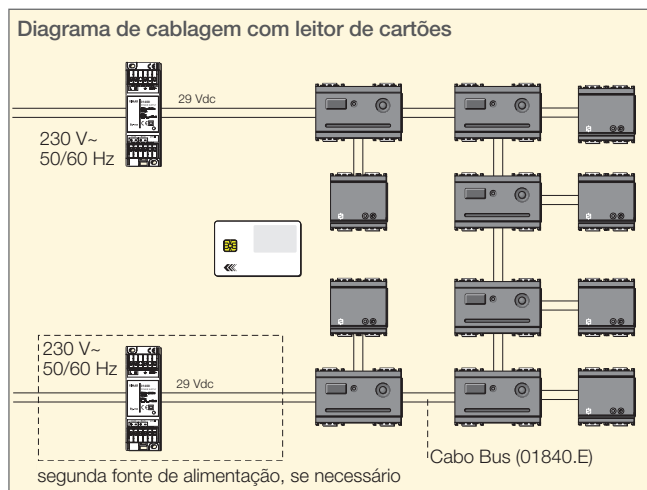 Diagrama de cablagem com leitor de cartões
29 Vdc
230 V~
50/60 Hz
230 V~
50/60 Hz
29 Vdc
Cabo Bus (01840.E)
segunda fonte de alimentação, se necessário